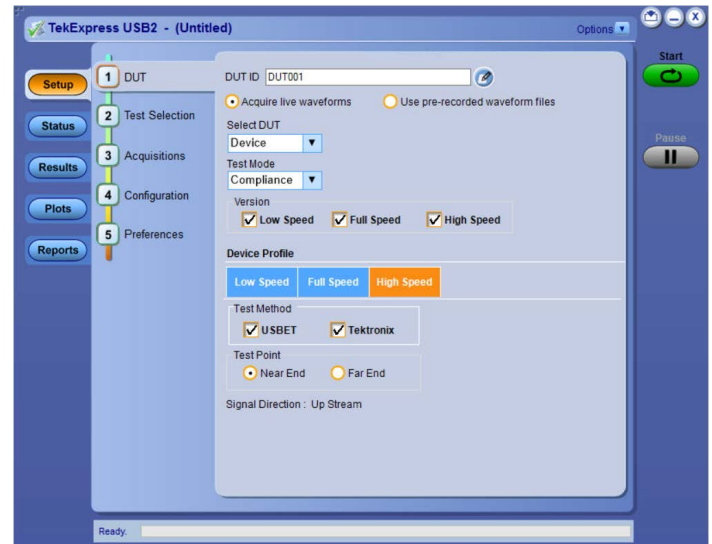 TekExpress USB2 - (Untitled)
Options
Start
Pause
Setup
Status
Results
Plots
Reports
1 DUT
2 Test Selection
3 Acquisitions
4 Configuration
5 Preferences
DUT ID DUT001
Acquire live waveforms Use pre-recorded waveform files
Select DUT
Device
Test Mode
Compliance
Version
Low Speed Full Speed High Speed
Device Profile
Low Speed Full Speed High Speed
Test Method
USBET Tektronix
Test Point
Near End Far End
Signal Direction : Up Stream
Ready.